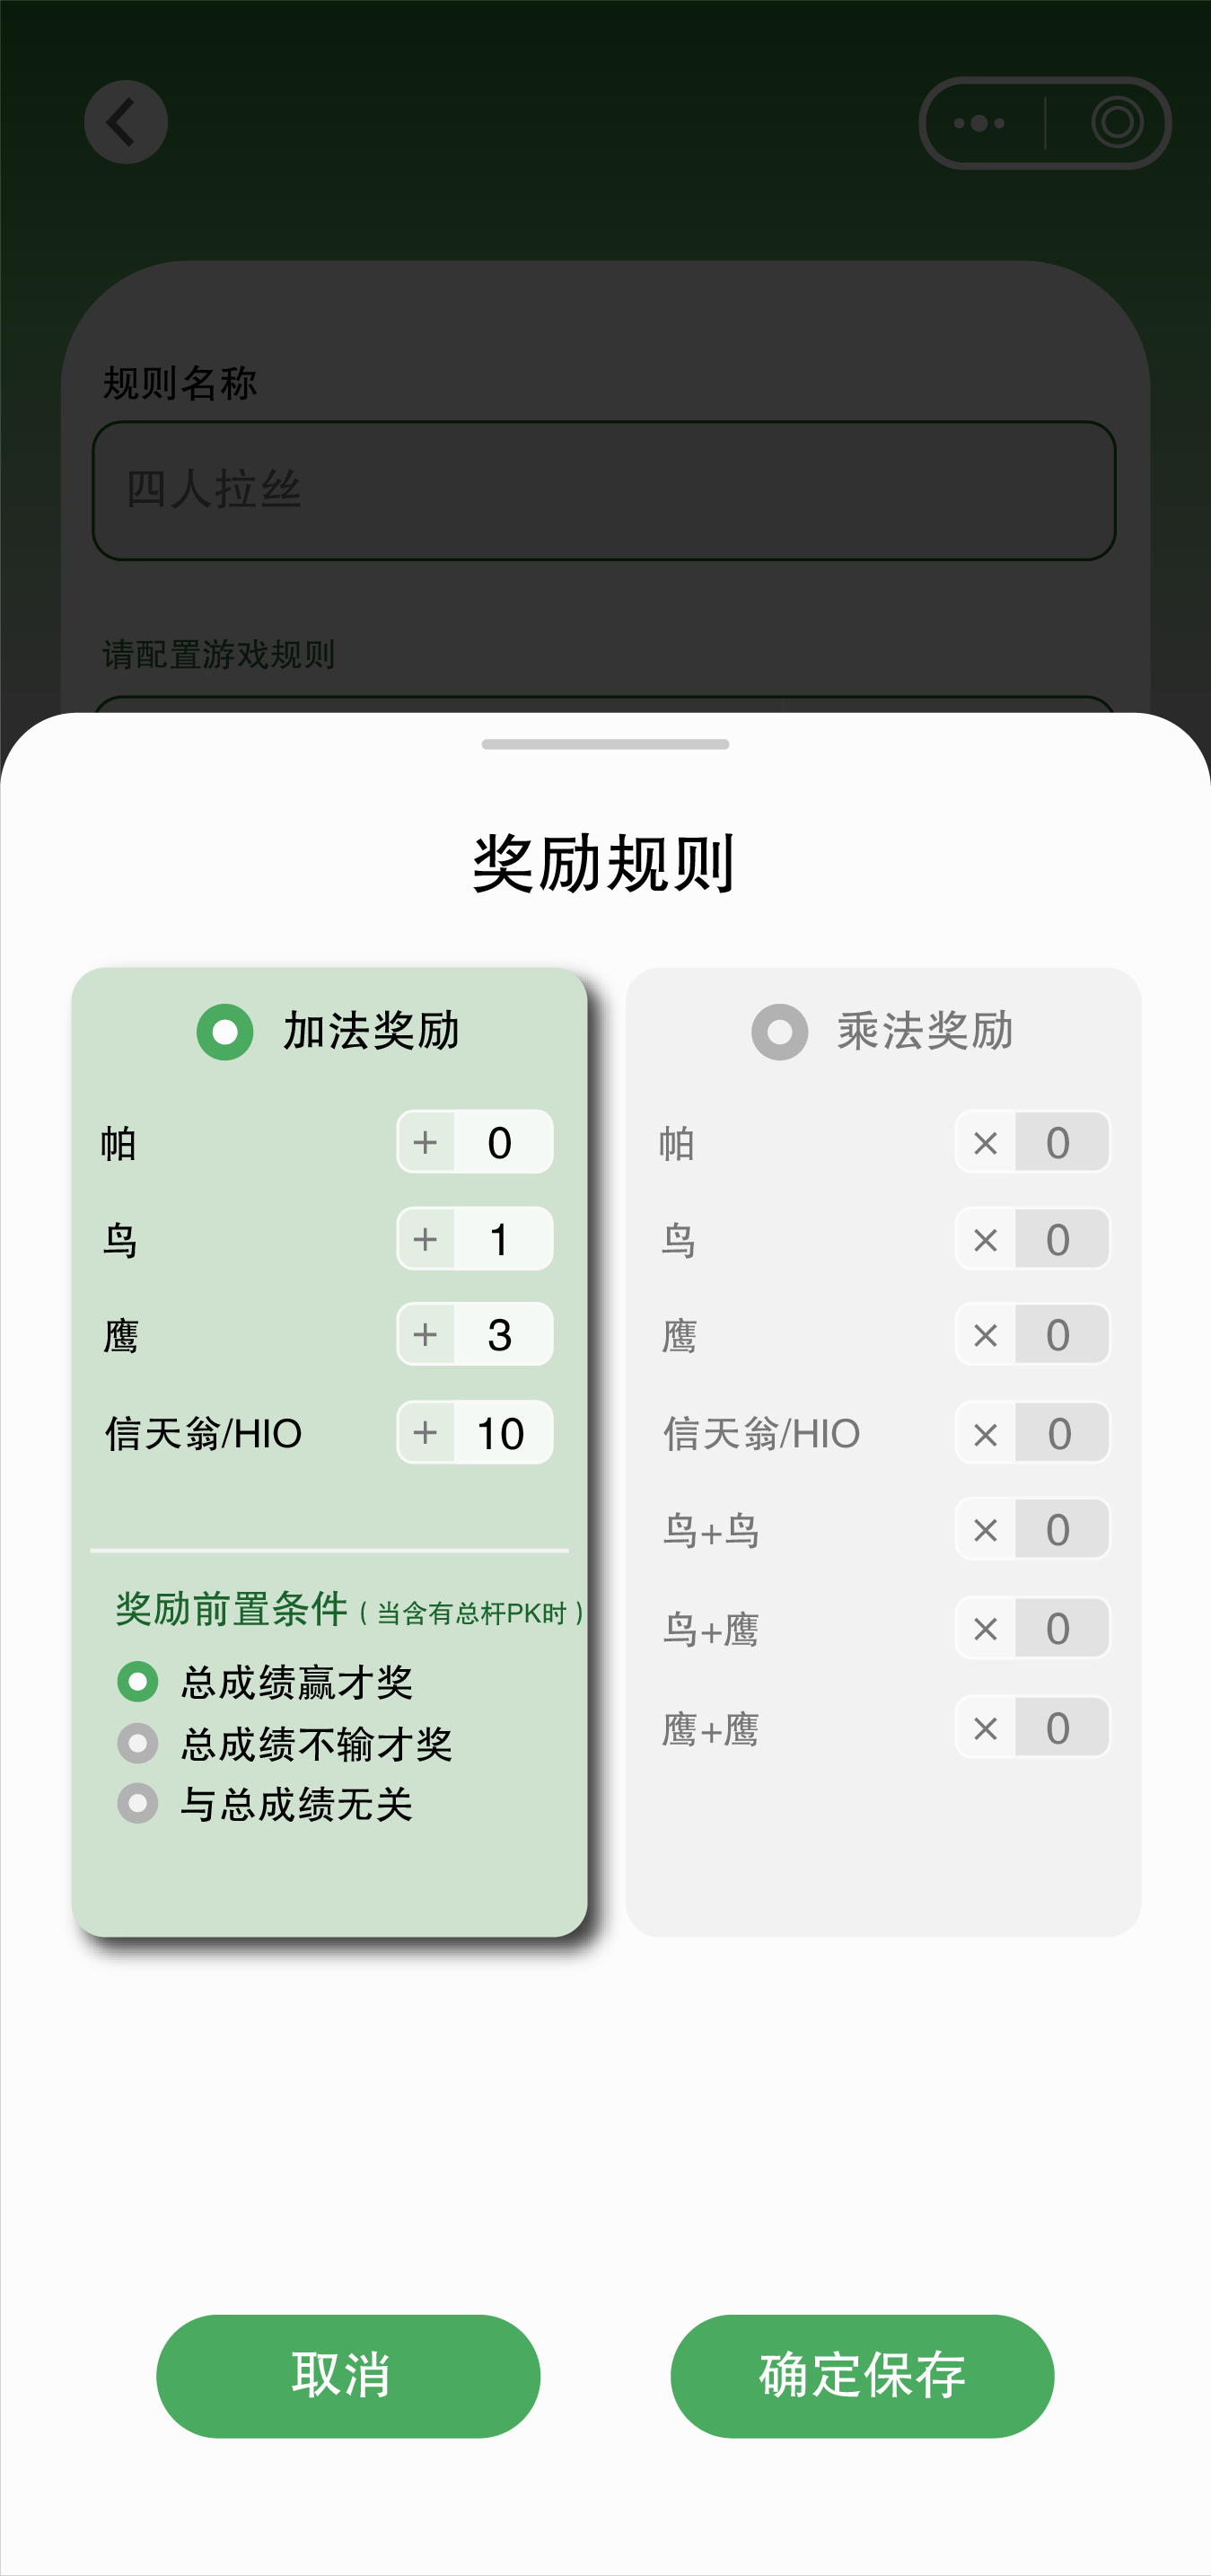 规则名称
四人拉丝
请配置游戏规则
奖励规则
加法奖励
帕 + 0
鸟 + 1
鹰 + 3
信天翁/HIO + 10
奖励前置条件（当含有总杆PK时）
总成绩赢才奖
总成绩不输才奖
与总成绩无关
乘法奖励
帕 × 0
鸟 × 0
鹰 × 0
信天翁/HIO × 0
鸟+鸟 × 0
鸟+鹰 × 0
鹰+鹰 × 0
取消
确定保存